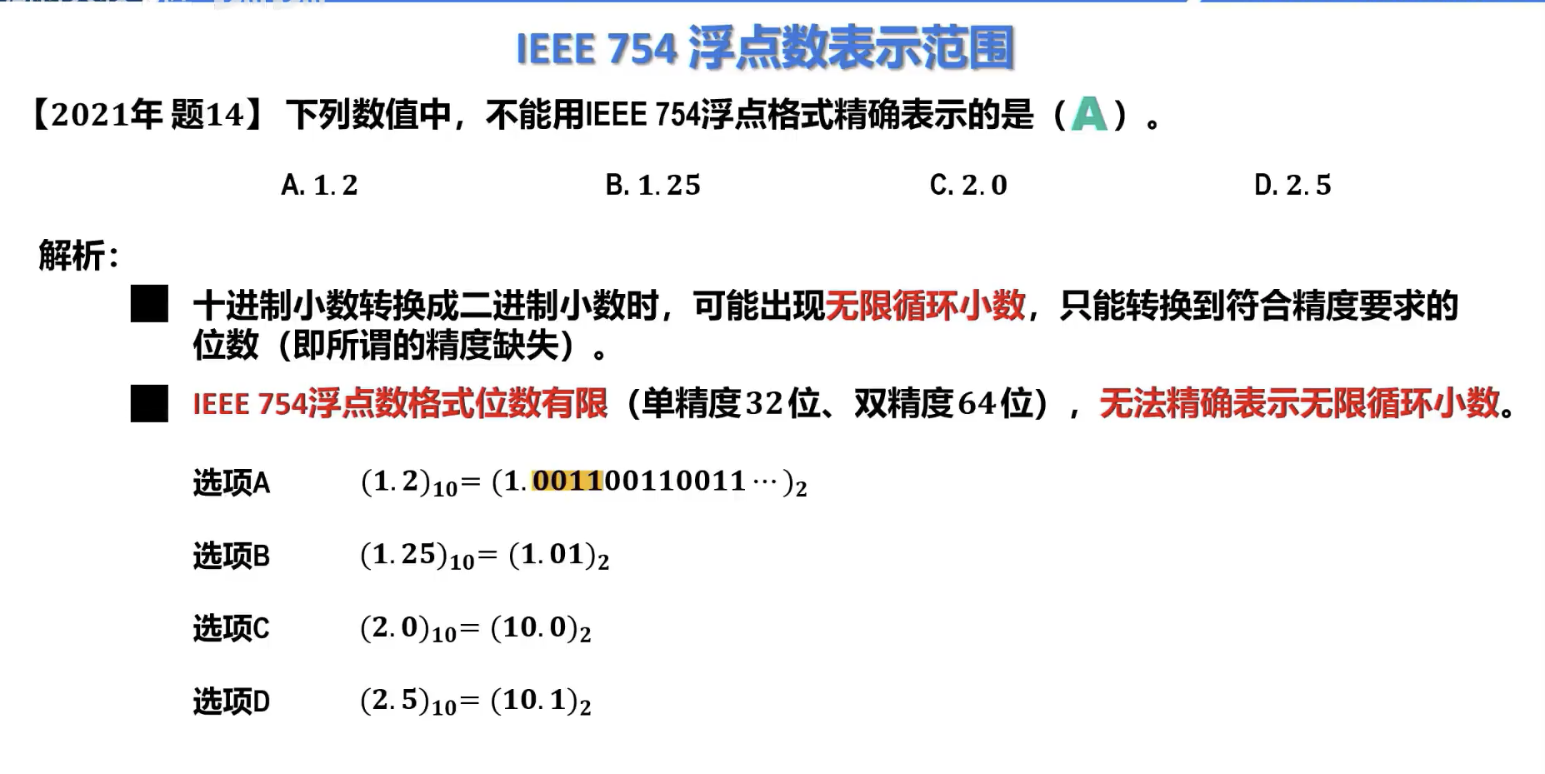 IEEE 754 浮点数表示范围
【2021年 题14】 下列数值中，不能用IEEE 754浮点格式精确表示的是（A）。
A. 1.2 B. 1.25 C. 2.0 D. 2.5
解析：
十进制小数转换成二进制小数时，可能出现无限循环小数，只能转换到符合精度要求的
位数（即所谓的精度缺失）。
IEEE 754浮点数格式位数有限（单精度32位、双精度64位），无法精确表示无限循环小数。
选项A (1.2)₁₀= (1.001100110011⋯)₂
选项B (1.25)₁₀= (1.01)₂
选项C (2.0)₁₀= (10.0)₂
选项D (2.5)₁₀= (10.1)₂